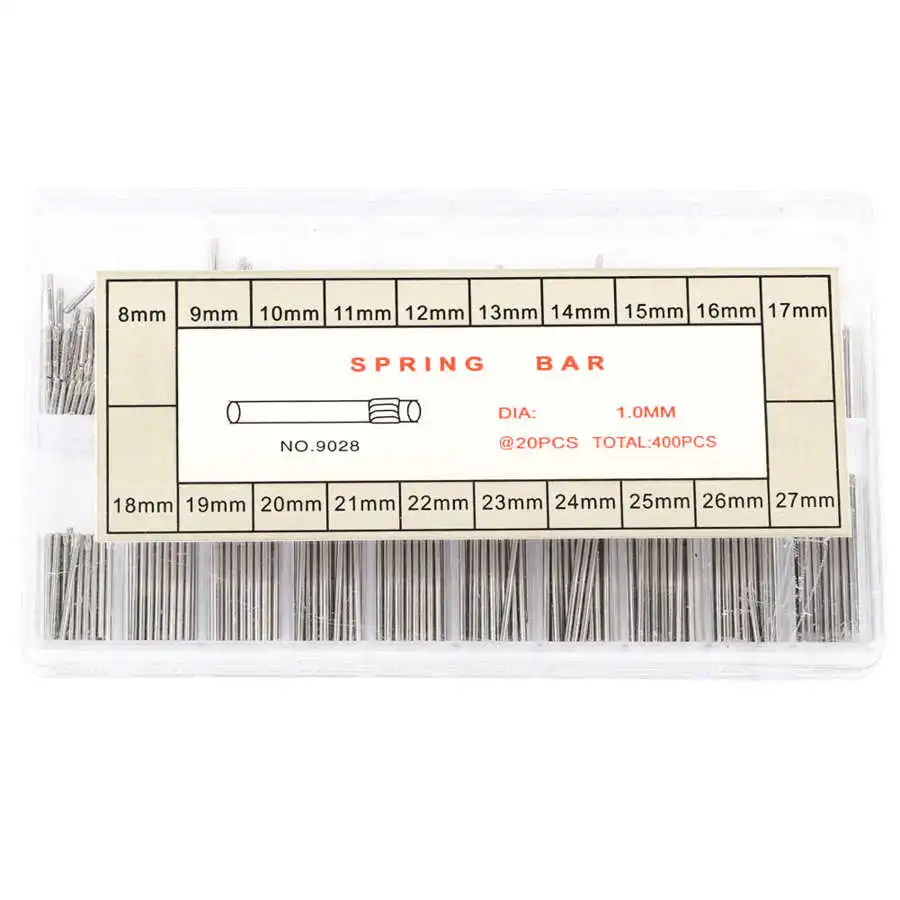 8mm 9mm 10mm 11mm 12mm 13mm 14mm 15mm 16mm 17mm
SPRING BAR
DIA: 1.0MM
@20PCS TOTAL:400PCS
NO.9028
18mm 19mm 20mm 21mm 22mm 23mm 24mm 25mm 26mm 27mm